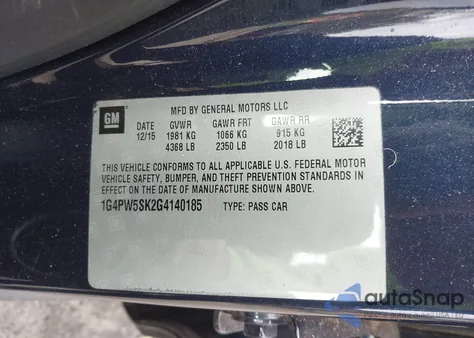 GM
MFD BY GENERAL MOTORS LLC
DATE GVWR GAWR FRT GAWR RR
12/15 1981 KG 1066 KG 915 KG
4368 LB 2350 LB 2018 LB
THIS VEHICLE CONFORMS TO ALL APPLICABLE U.S. FEDERAL MOTOR
VEHICLE SAFETY, BUMPER, AND THEFT PREVENTION STANDARDS
IN EFFECT ON THE DATE OF MANUFACTURE SHOWN ABOVE.
1G4PW5SK2G4140185 TYPE: PASS CAR
autoSnap